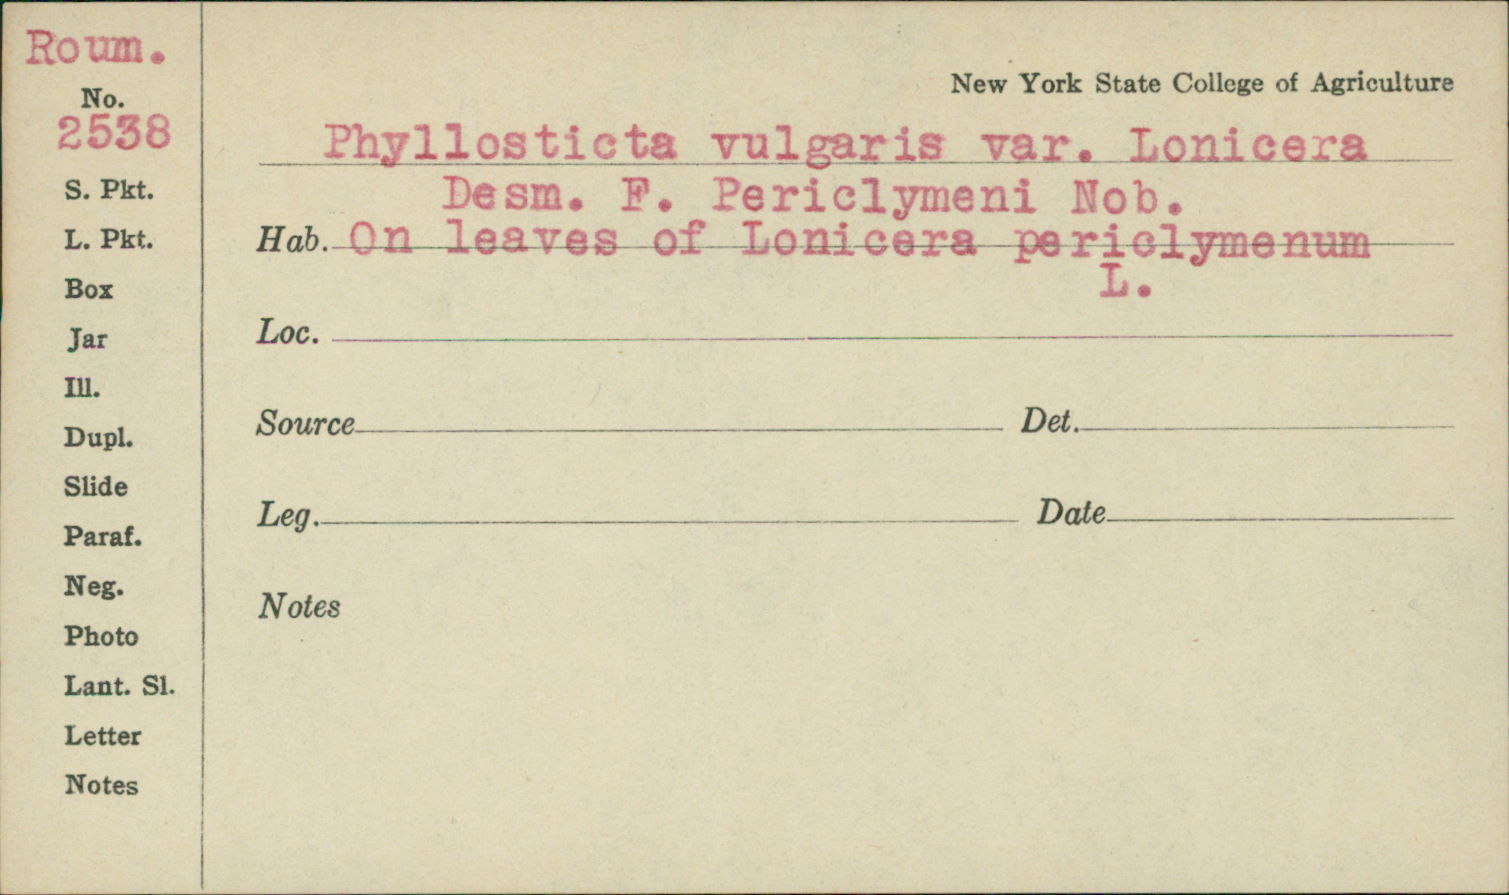 Roum.
No.
2538
S. Pkt.
L. Pkt.
Box
Jar
Ill.
Dupl.
Slide
Paraf.
Neg.
Photo
Lant. Sl.
Letter
Notes
New York State College of Agriculture
Phyllosticta vulgaris var. Lonicera
Desm. F. Periclymeni Nob.
Hab. On leaves of Lonicera periclymenum
L.
Loc.
Source Det.
Leg. Date
Notes